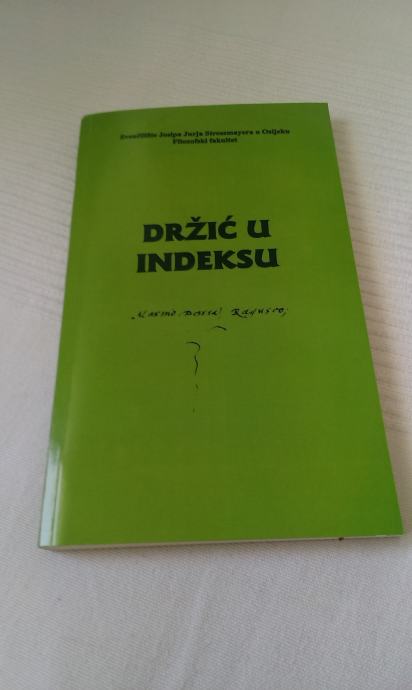 Sveučilište Josipa Jurja Strossmayera u Osijeku
Filozofski fakultet
DRŽIĆ U
INDEKSU